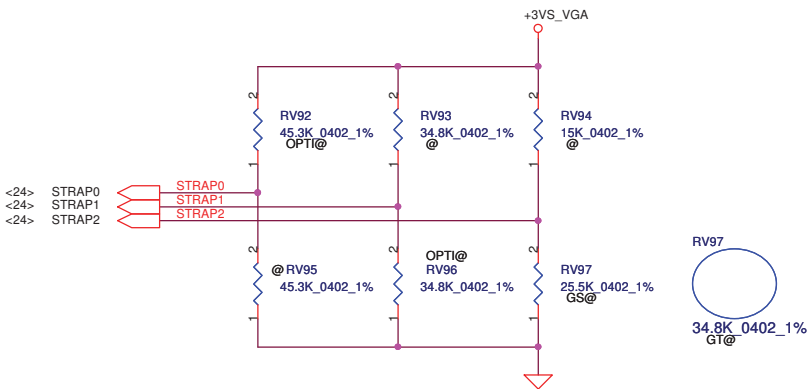 +3VS_VGA
2 2 2
RV92 RV93 RV94
45.3K_0402_1% 34.8K_0402_1% 15K_0402_1%
OPTI@ @ @
1 1 1
<24> STRAP0 STRAP0
<24> STRAP1 STRAP1
<24> STRAP2 STRAP2
2 2 2
OPTI@
@ RV95 RV96 RV97
45.3K_0402_1% 34.8K_0402_1% 25.5K_0402_1%
GS@
1 1 1
RV97
34.8K_0402_1%
GT@